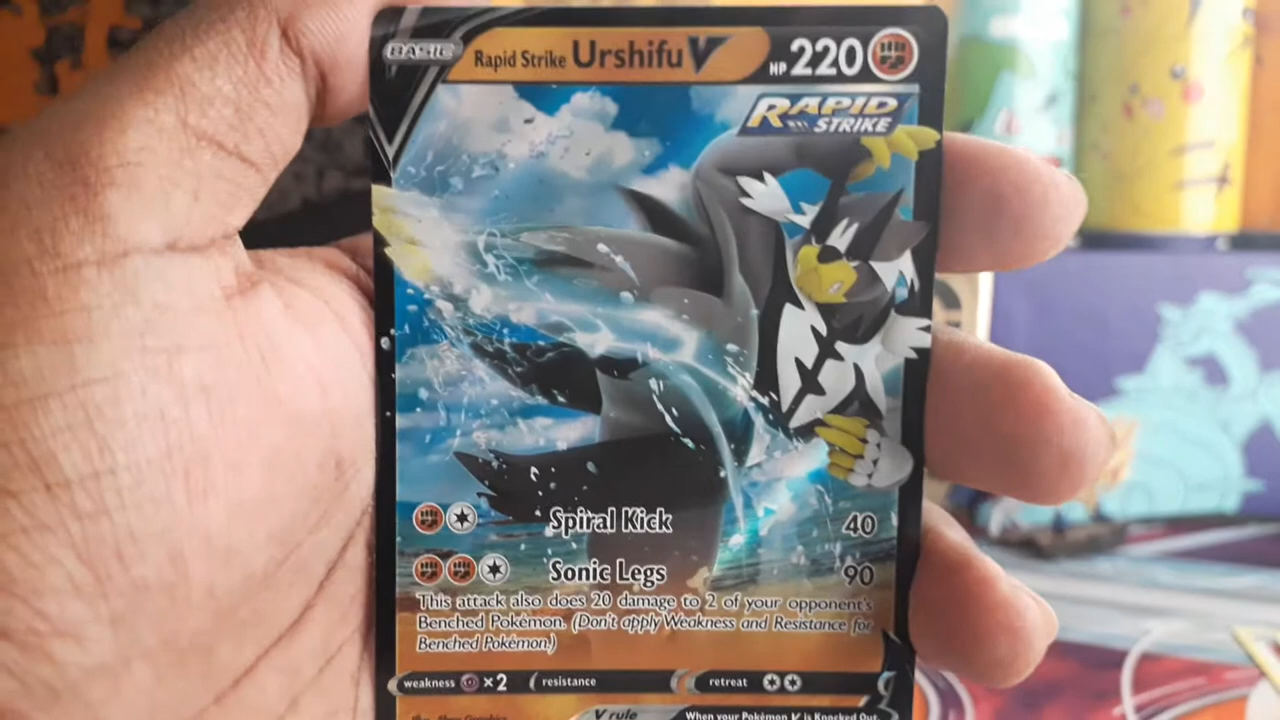 BASIC Rapid Strike Urshifu V HP 220
RAPID
STRIKE
Spiral Kick 40
Sonic Legs 90
This attack also does 20 damage to 2 of your opponent's
Benched Pokémon. (Don't apply Weakness and Resistance for
Benched Pokémon.)
weakness ×2 resistance retreat
V rule When your Pokémon V is Knocked Out,